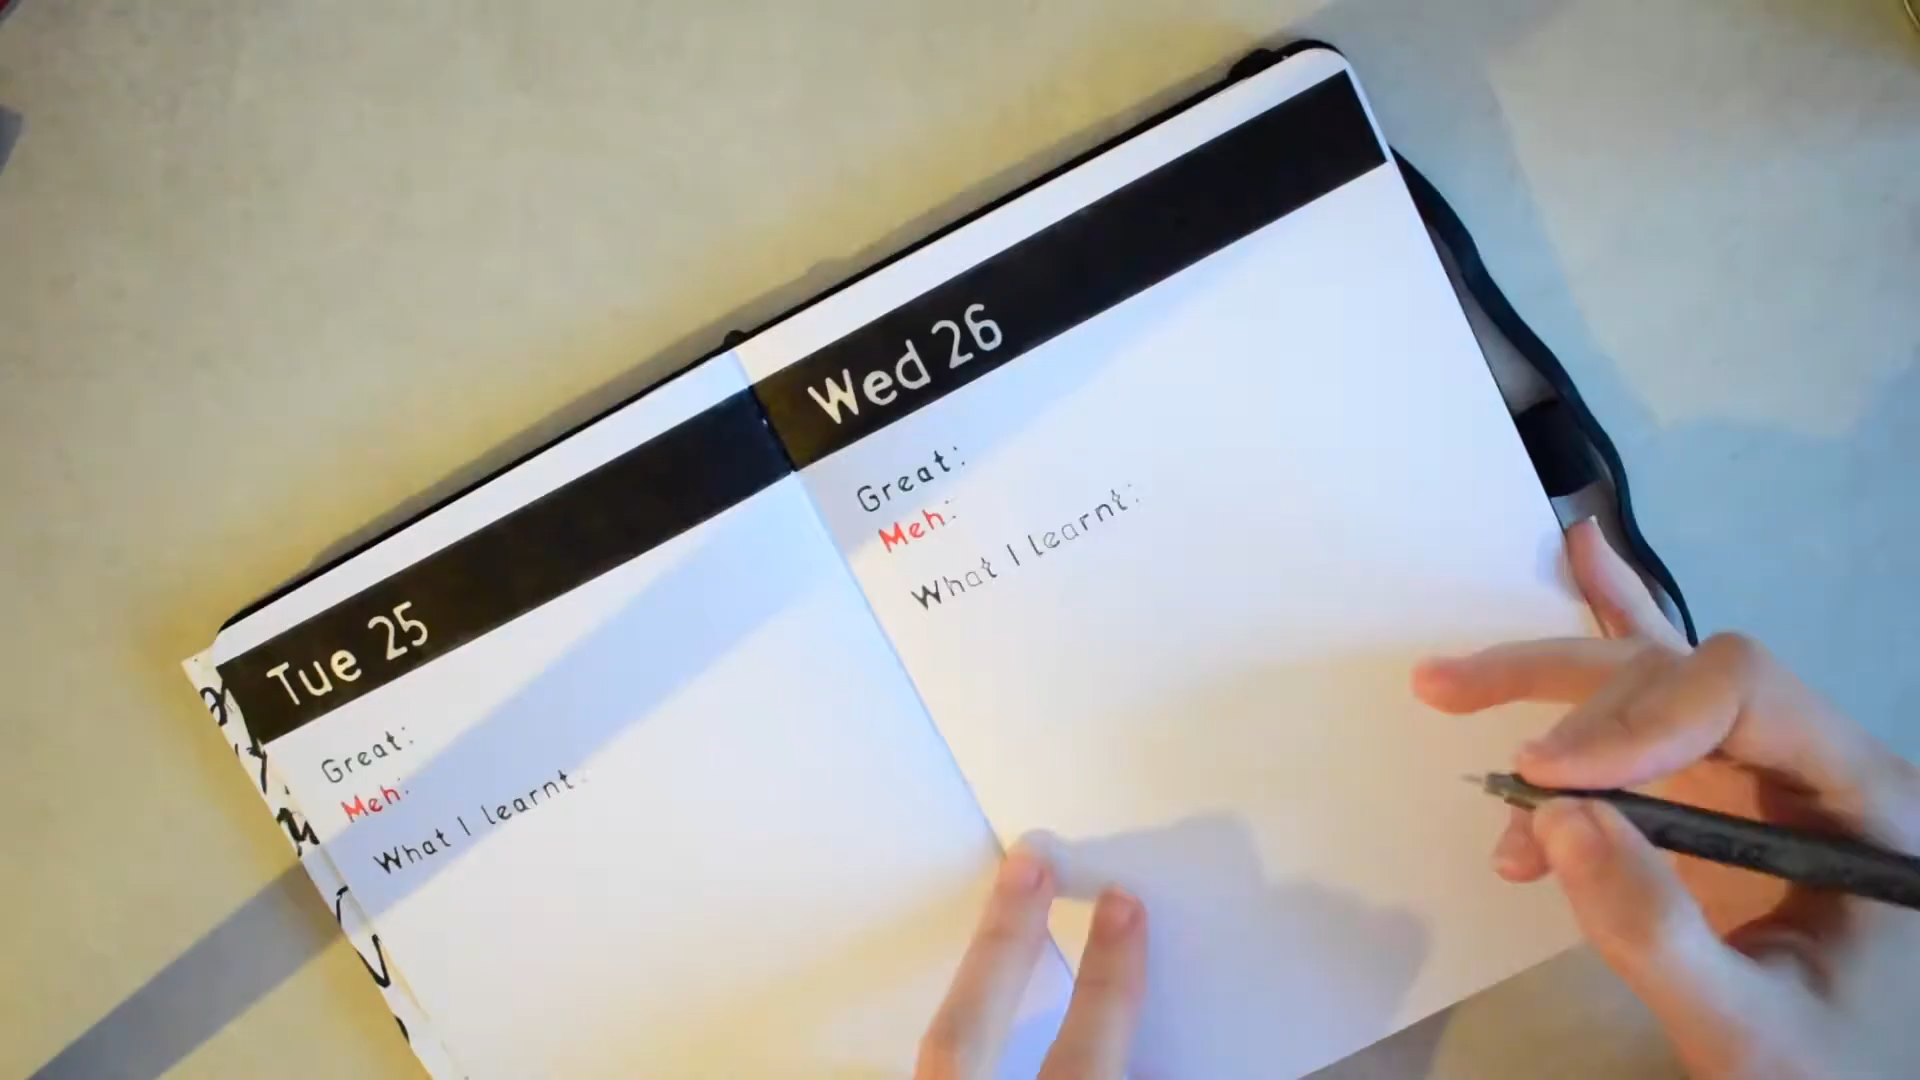 Tue 25
Great:
Meh:
What I learnt:
Wed 26
Great:
Meh:
What I learnt: